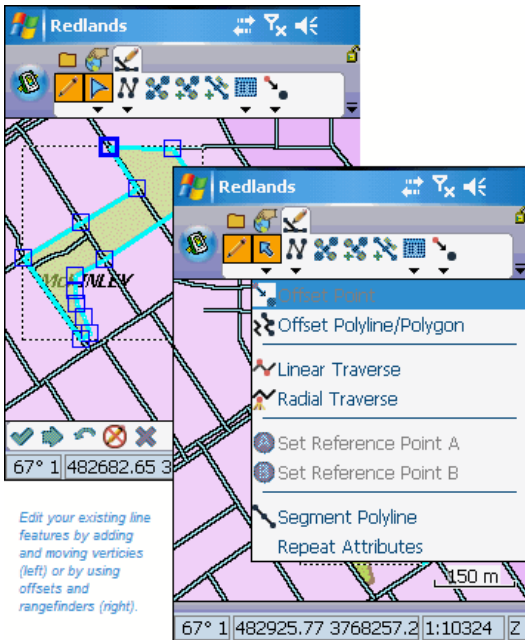 Redlands
McKINLEY
67° 1 482682.65 3
Redlands
Offset Point
Offset Polyline/Polygon
Linear Traverse
Radial Traverse
A Set Reference Point A
B Set Reference Point B
Segment Polyline
Repeat Attributes
150 m
67° 1 482925.77 3768257.2 1:10324 Z
Edit your existing line
features by adding
and moving verticies
(left) or by using
offsets and
rangefinders (right).